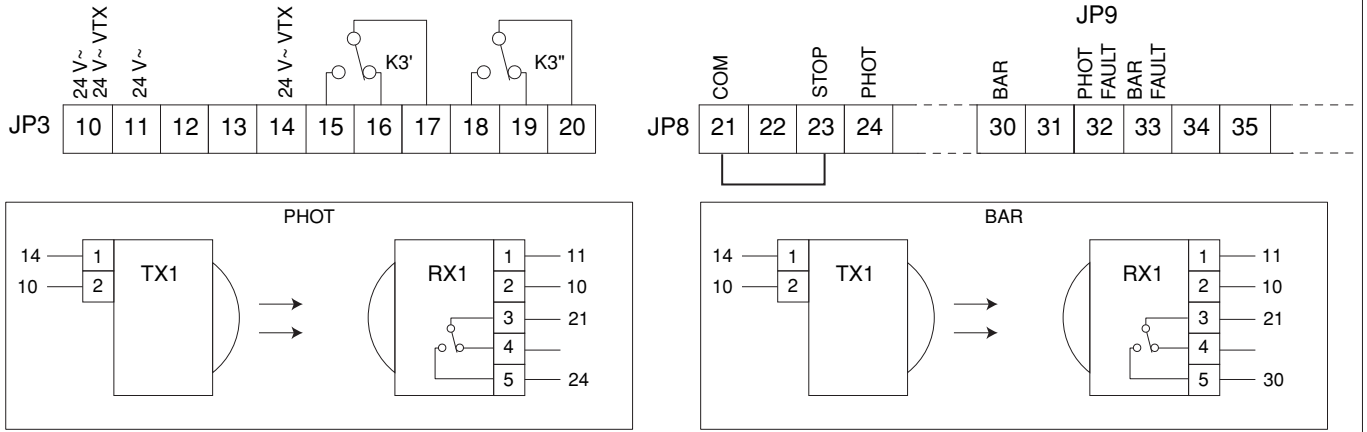 JP9
24 V~
24 V~ VTX
24 V~
24 V~ VTX
K3'
K3"
COM
STOP
PHOT
BAR
PHOT
FAULT
BAR
FAULT
JP3 10 11 12 13 14 15 16 17 18 19 20
JP8 21 22 23 24 30 31 32 33 34 35
PHOT
14 1
10 2
TX1
RX1
1 11
2 10
3 21
4
5 24
BAR
14 1
10 2
TX1
RX1
1 11
2 10
3 21
4
5 30